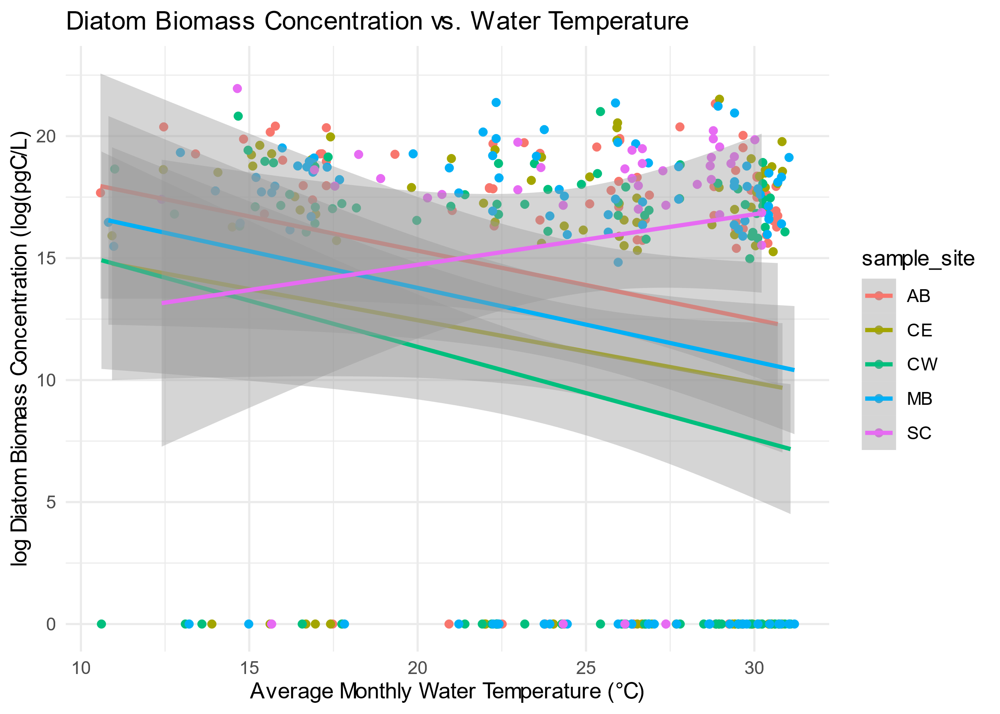 Diatom Biomass Concentration vs. Water Temperature
log Diatom Biomass Concentration (log(pgC/L)
20
15
10
5
0
10 15 20 25 30
Average Monthly Water Temperature (°C)
sample_site
AB
CE
CW
MB
SC